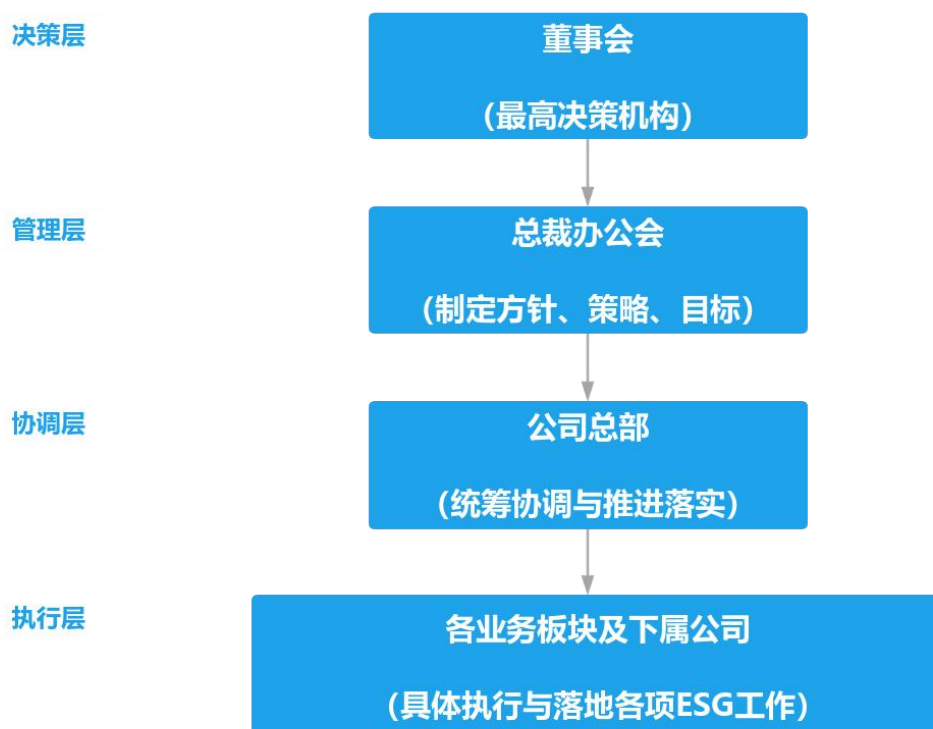 决策层
董事会
（最高决策机构）
管理层
总裁办公会
（制定方针、策略、目标）
协调层
公司总部
（统筹协调与推进落实）
执行层
各业务板块及下属公司
（具体执行与落地各项ESG工作）